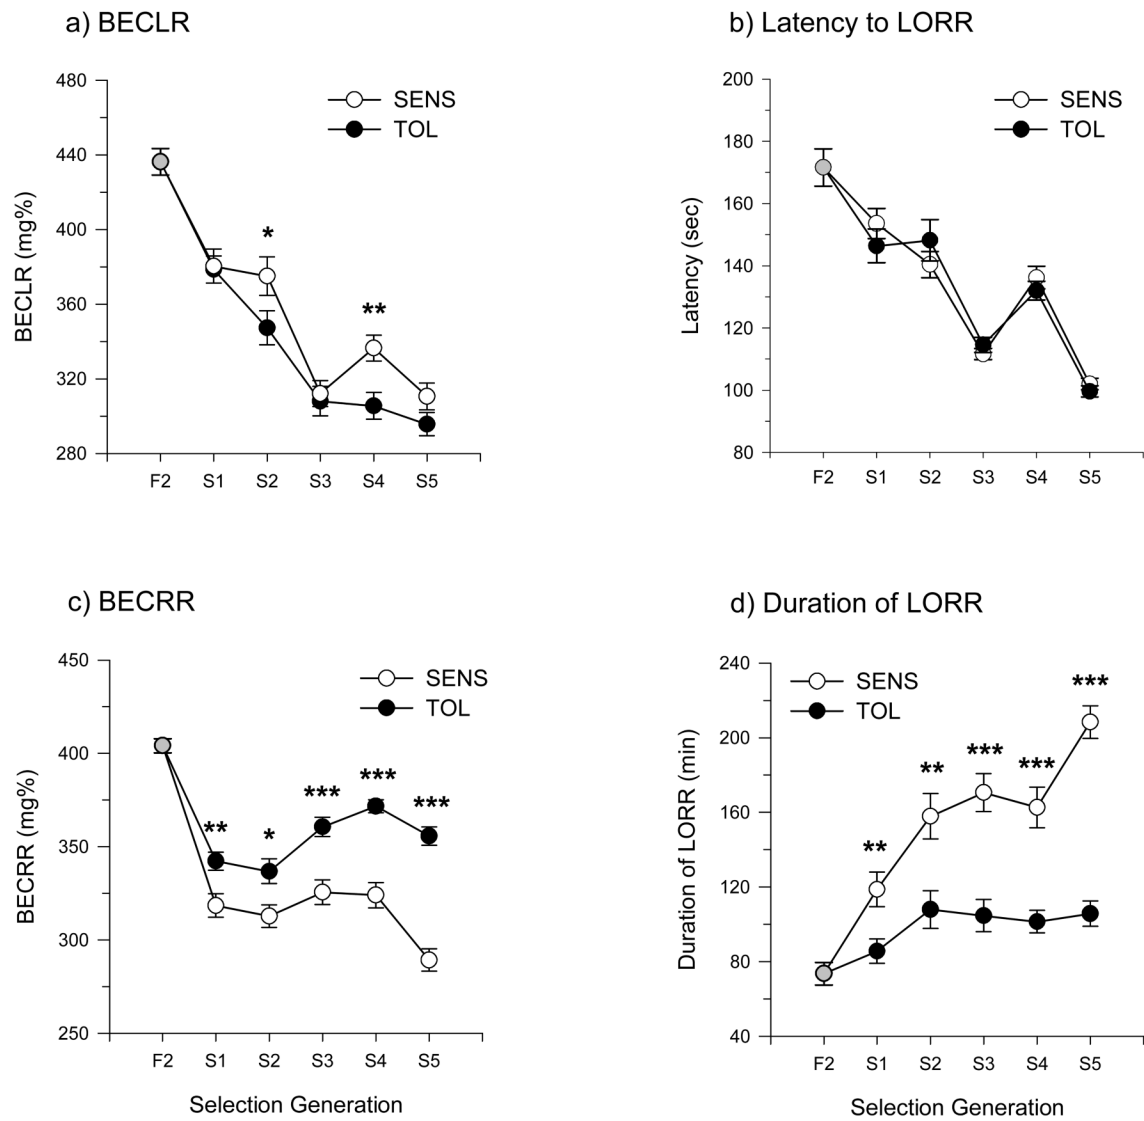 a) BECLR
480
440
400
360
320
280
BECLR (mg%)
SENS
TOL
*
**
F2 S1 S2 S3 S4 S5
b) Latency to LORR
200
180
160
140
120
100
80
Latency (sec)
SENS
TOL
F2 S1 S2 S3 S4 S5
c) BECRR
450
400
350
300
250
BECRR (mg%)
SENS
TOL
**
*
***
***
***
F2 S1 S2 S3 S4 S5
Selection Generation
d) Duration of LORR
240
200
160
120
80
40
Duration of LORR (min)
SENS
TOL
**
**
***
***
***
F2 S1 S2 S3 S4 S5
Selection Generation